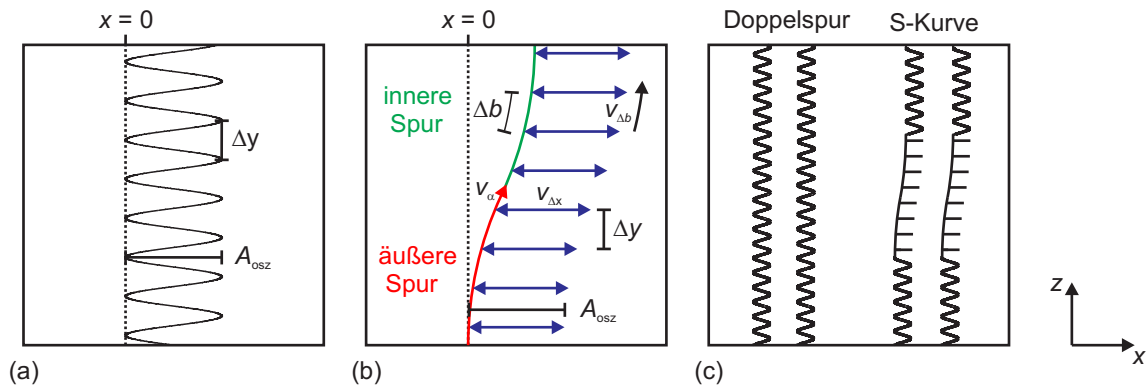 x = 0
Δy
A_osz
(a)
x = 0
innere
Spur
Δb
v_Δb
v_α
v_Δx
Δy
äußere
Spur
A_osz
(b)
Doppelspur
S-Kurve
(c)
z
x